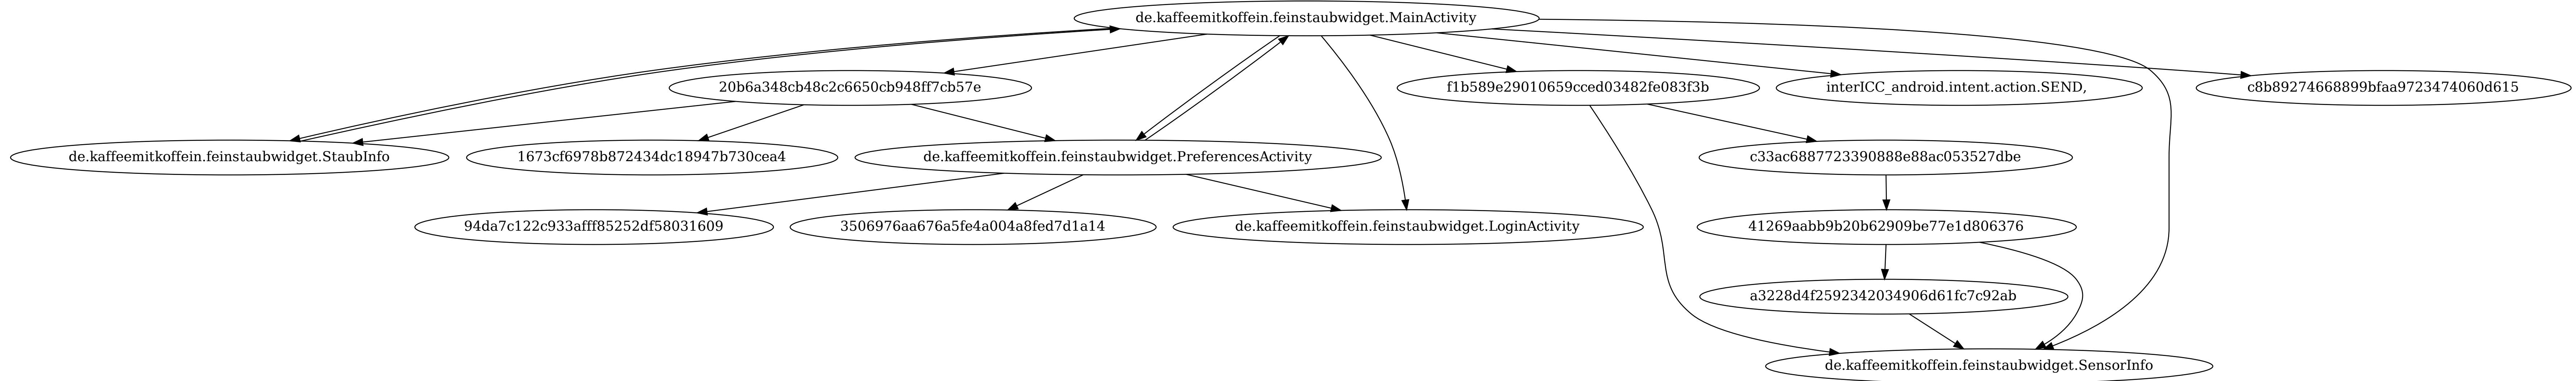 de.kaffeemitkoffein.feinstaubwidget.MainActivity
20b6a348cb48c2c6650cb948ff7cb57e
f1b589e29010659cced03482fe083f3b
interICC_android.intent.action.SEND,
c8b89274668899bfaa9723474060d615
de.kaffeemitkoffein.feinstaubwidget.StaubInfo
1673cf6978b872434dc18947b730cea4
de.kaffeemitkoffein.feinstaubwidget.PreferencesActivity
c33ac6887723390888e88ac053527dbe
94da7c122c933afff85252df58031609
3506976aa676a5fe4a004a8fed7d1a14
de.kaffeemitkoffein.feinstaubwidget.LoginActivity
41269aabb9b20b62909be77e1d806376
a3228d4f2592342034906d61fc7c92ab
de.kaffeemitkoffein.feinstaubwidget.SensorInfo